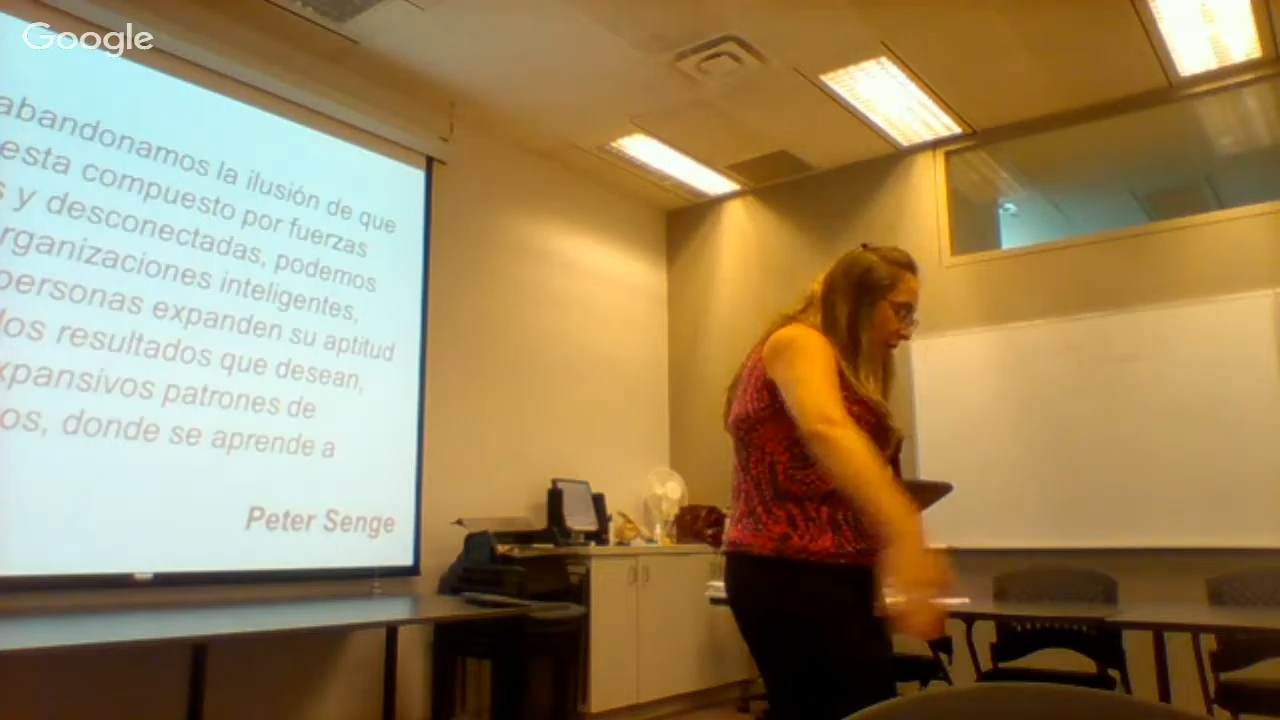 Google
abandonamos la ilusión de que
esta compuesto por fuerzas
s y desconectadas, podemos
rganizaciones inteligentes,
personas expanden su aptitud
los resultados que desean,
xpansivos patrones de
os, donde se aprende a
Peter Senge